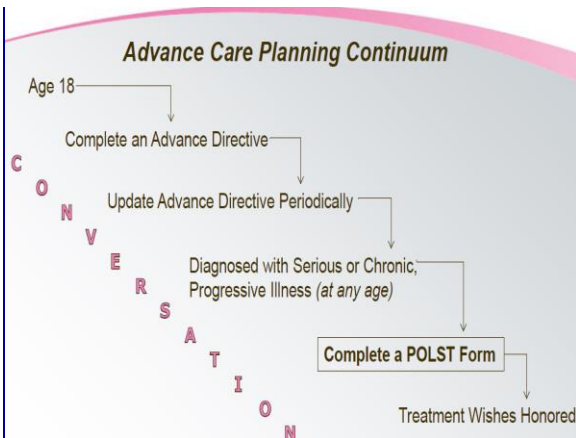 Advance Care Planning Continuum
Age 18
Complete an Advance Directive
Update Advance Directive Periodically
Diagnosed with Serious or Chronic,
Progressive Illness (at any age)
Complete a POLST Form
Treatment Wishes Honored
CONVERSATION